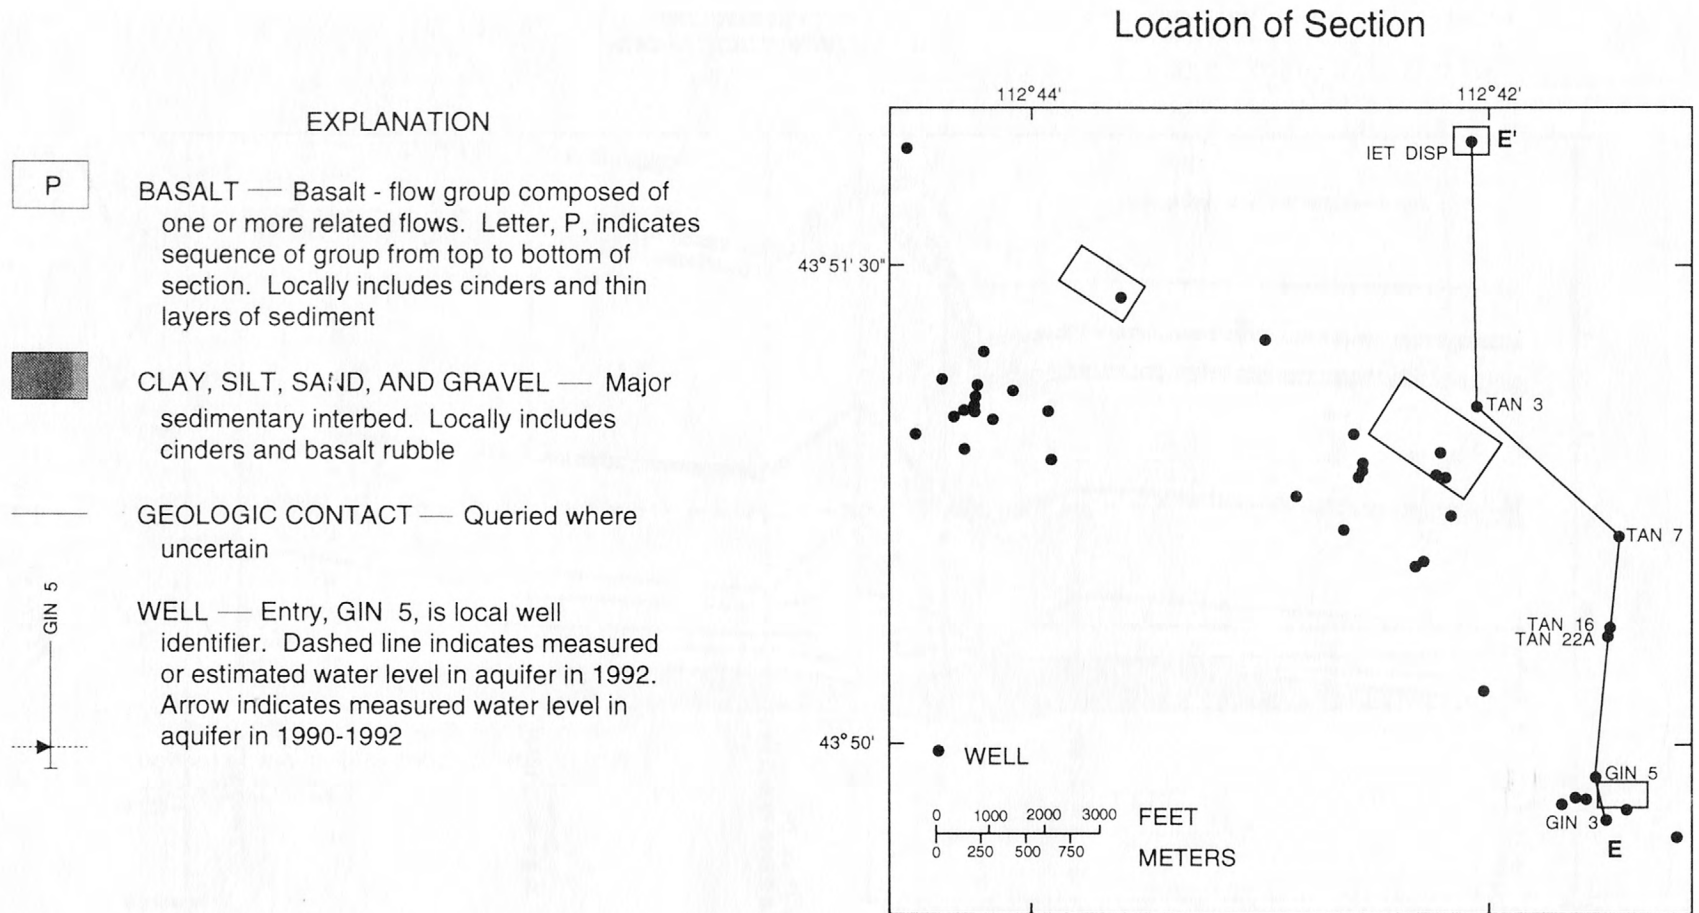 Location of Section
EXPLANATION
P
BASALT — Basalt - flow group composed of
one or more related flows. Letter, P, indicates
sequence of group from top to bottom of
section. Locally includes cinders and thin
layers of sediment
CLAY, SILT, SAND, AND GRAVEL — Major
sedimentary interbed. Locally includes
cinders and basalt rubble
GEOLOGIC CONTACT — Queried where
uncertain
GIN 5
WELL — Entry, GIN 5, is local well
identifier. Dashed line indicates measured
or estimated water level in aquifer in 1992.
Arrow indicates measured water level in
aquifer in 1990-1992
112°44'
112°42'
IET DISP
E'
43°51' 30"
TAN 3
TAN 7
TAN 16
TAN 22A
43°50'
WELL
GIN 5
GIN 3
E
0 1000 2000 3000 FEET
0 250 500 750 METERS